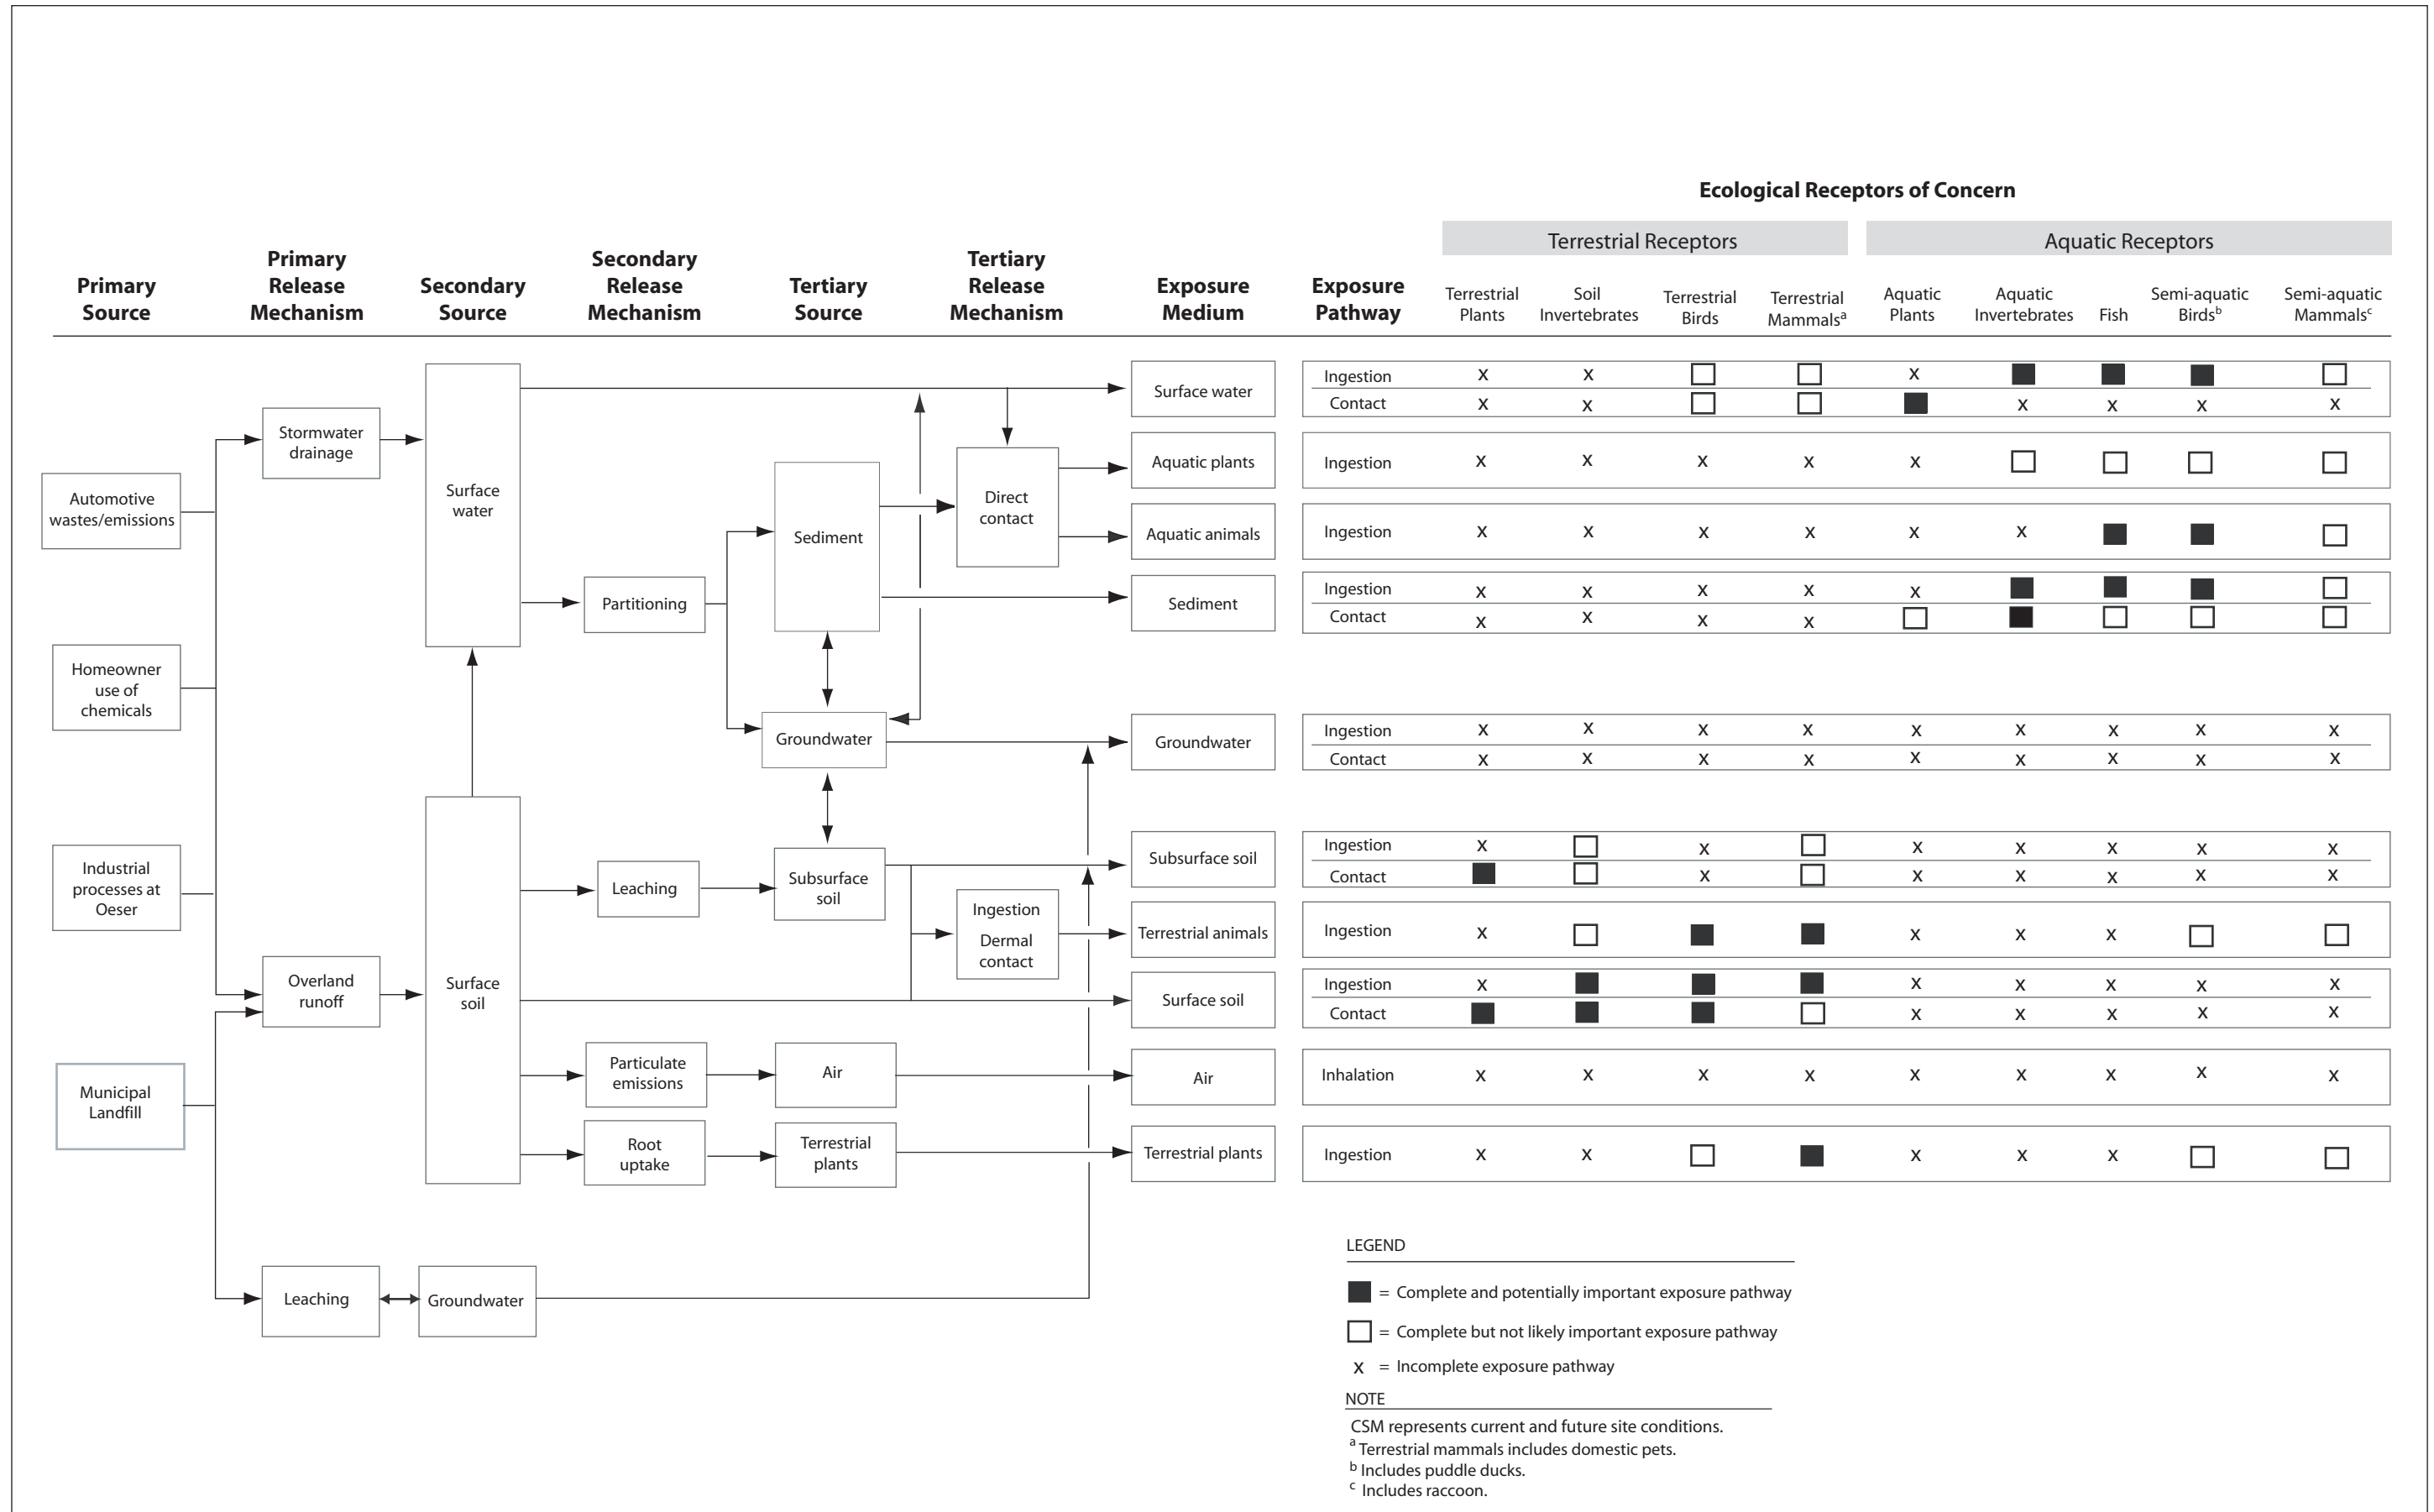 Ecological Receptors of Concern
Terrestrial Receptors
Aquatic Receptors
Primary
Source
Primary
Release
Mechanism
Secondary
Source
Secondary
Release
Mechanism
Tertiary
Source
Tertiary
Release
Mechanism
Exposure
Medium
Exposure
Pathway
Terrestrial
Plants
Soil
Invertebrates
Terrestrial
Birds
Terrestrial
Mammalsa
Aquatic
Plants
Aquatic
Invertebrates
Fish
Semi-aquatic
Birdsb
Semi-aquatic
Mammalsc
Automotive
wastes/emissions
Homeowner
use of
chemicals
Industrial
processes at
Oeser
Municipal
Landfill
Stormwater
drainage
Overland
runoff
Leaching
Surface
water
Surface
soil
Groundwater
Partitioning
Leaching
Particulate
emissions
Root
uptake
Sediment
Groundwater
Subsurface
soil
Air
Terrestrial
plants
Direct
contact
Ingestion
Dermal
contact
Surface water
Ingestion x x x
Contact x x x x x x
Aquatic plants
Ingestion x x x x x
Aquatic animals
Ingestion x x x x x x
Sediment
Ingestion x x x x x
Contact x x x x
Groundwater
Ingestion x x x x x x x x x
Contact x x x x x x x x x
Subsurface soil
Ingestion x x x x x x x
Contact x x x x x x
Terrestrial animals
Ingestion x x x x
Surface soil
Ingestion x x x x x x
Contact x x x x x
Air
Inhalation x x x x x x x x x
Terrestrial plants
Ingestion x x x x x
LEGEND
= Complete and potentially important exposure pathway
= Complete but not likely important exposure pathway
x = Incomplete exposure pathway
NOTE
CSM represents current and future site conditions.
a Terrestrial mammals includes domestic pets.
b Includes puddle ducks.
c Includes raccoon.